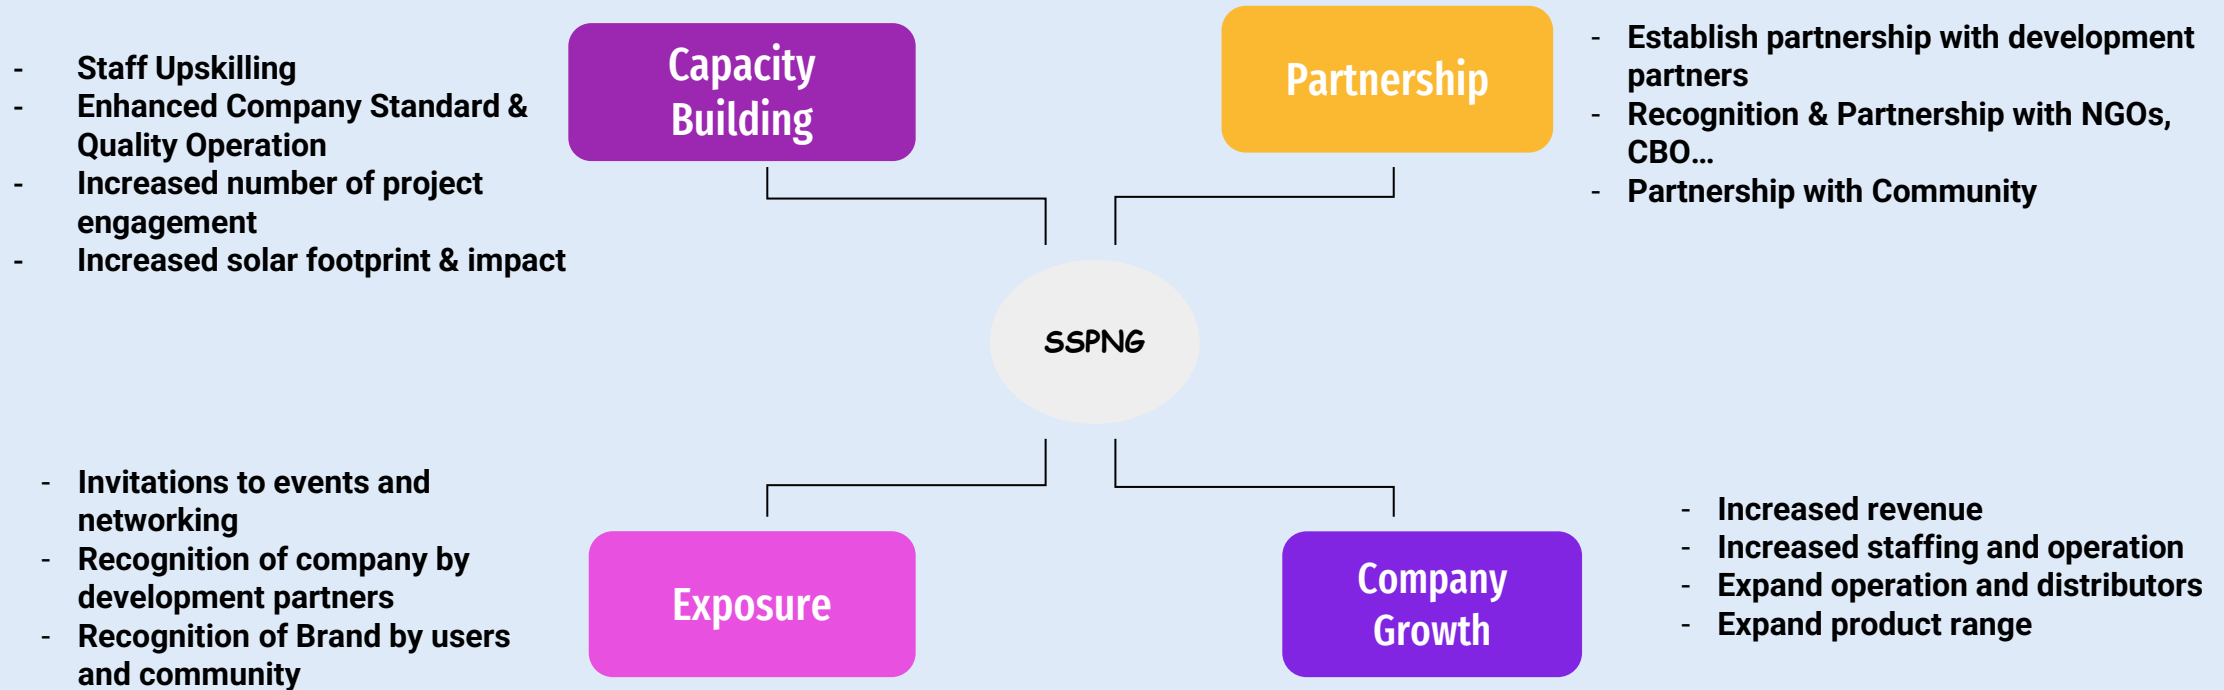 Capacity
Building
- Staff Upskilling
- Enhanced Company Standard &
Quality Operation
- Increased number of project
engagement
- Increased solar footprint & impact
Partnership
- Establish partnership with development
partners
- Recognition & Partnership with NGOs,
CBO…
- Partnership with Community
SSPNG
- Invitations to events and
networking
- Recognition of company by
development partners
- Recognition of Brand by users
and community
Exposure
Company
Growth
- Increased revenue
- Increased staffing and operation
- Expand operation and distributors
- Expand product range